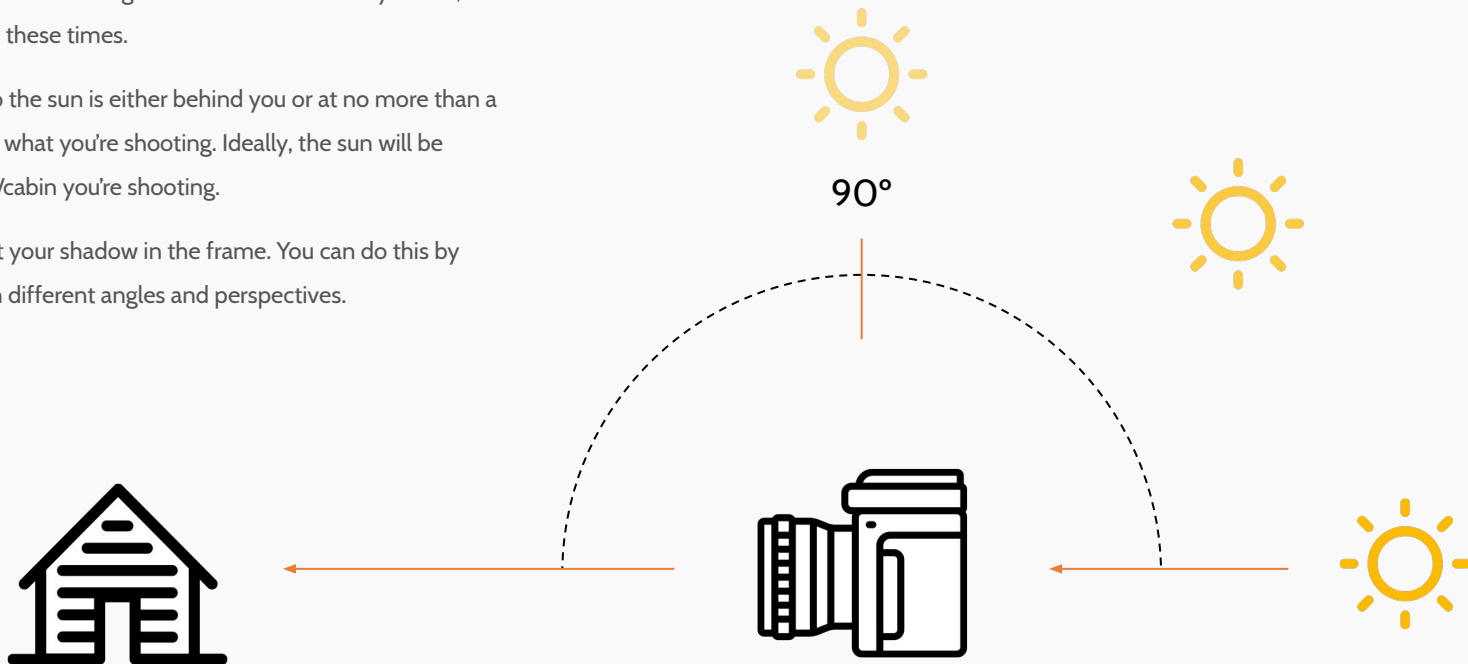 these times.
the sun is either behind you or at no more than a
what you're shooting. Ideally, the sun will be
/cabin you're shooting.
your shadow in the frame. You can do this by
different angles and perspectives.
90°